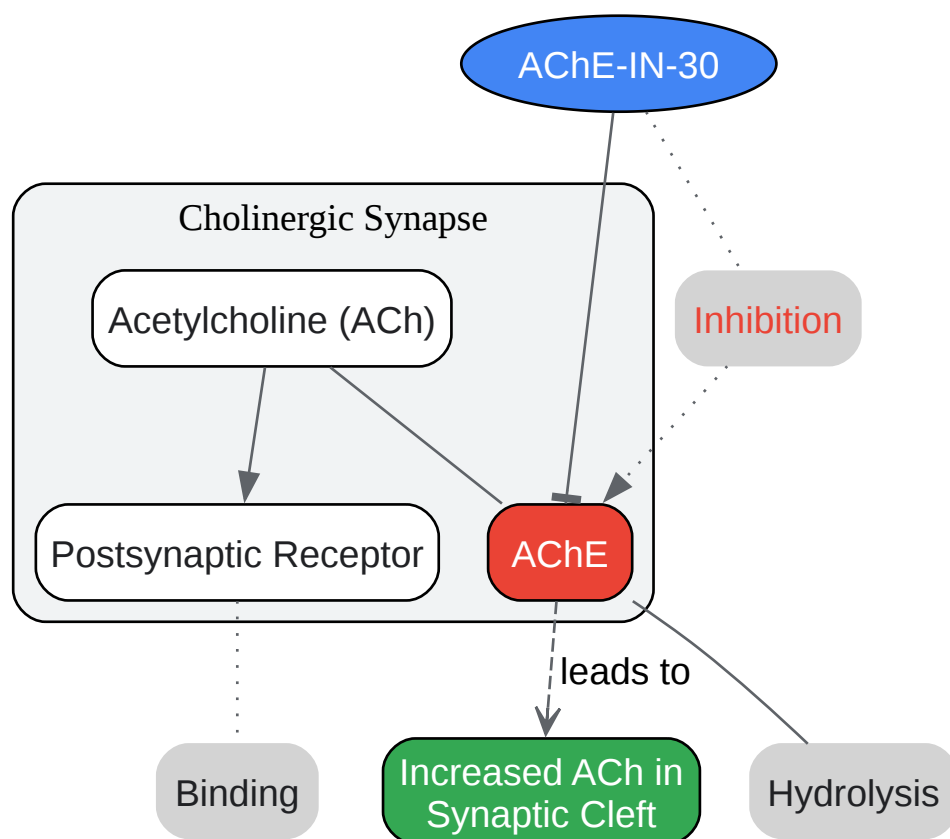 AChE-IN-30
Cholinergic Synapse
Acetylcholine (ACh)
Inhibition
Postsynaptic Receptor
AChE
leads to
Binding
Increased ACh in
Synaptic Cleft
Hydrolysis